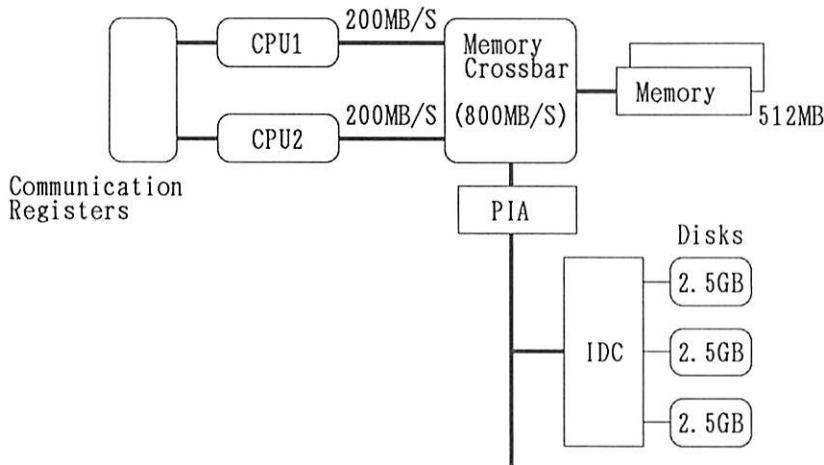 200MB/S
CPU1
Memory
Crossbar
(800MB/S)
Memory
512MB
200MB/S
CPU2
Communication
Registers
PIA
Disks
2.5GB
IDC
2.5GB
2.5GB